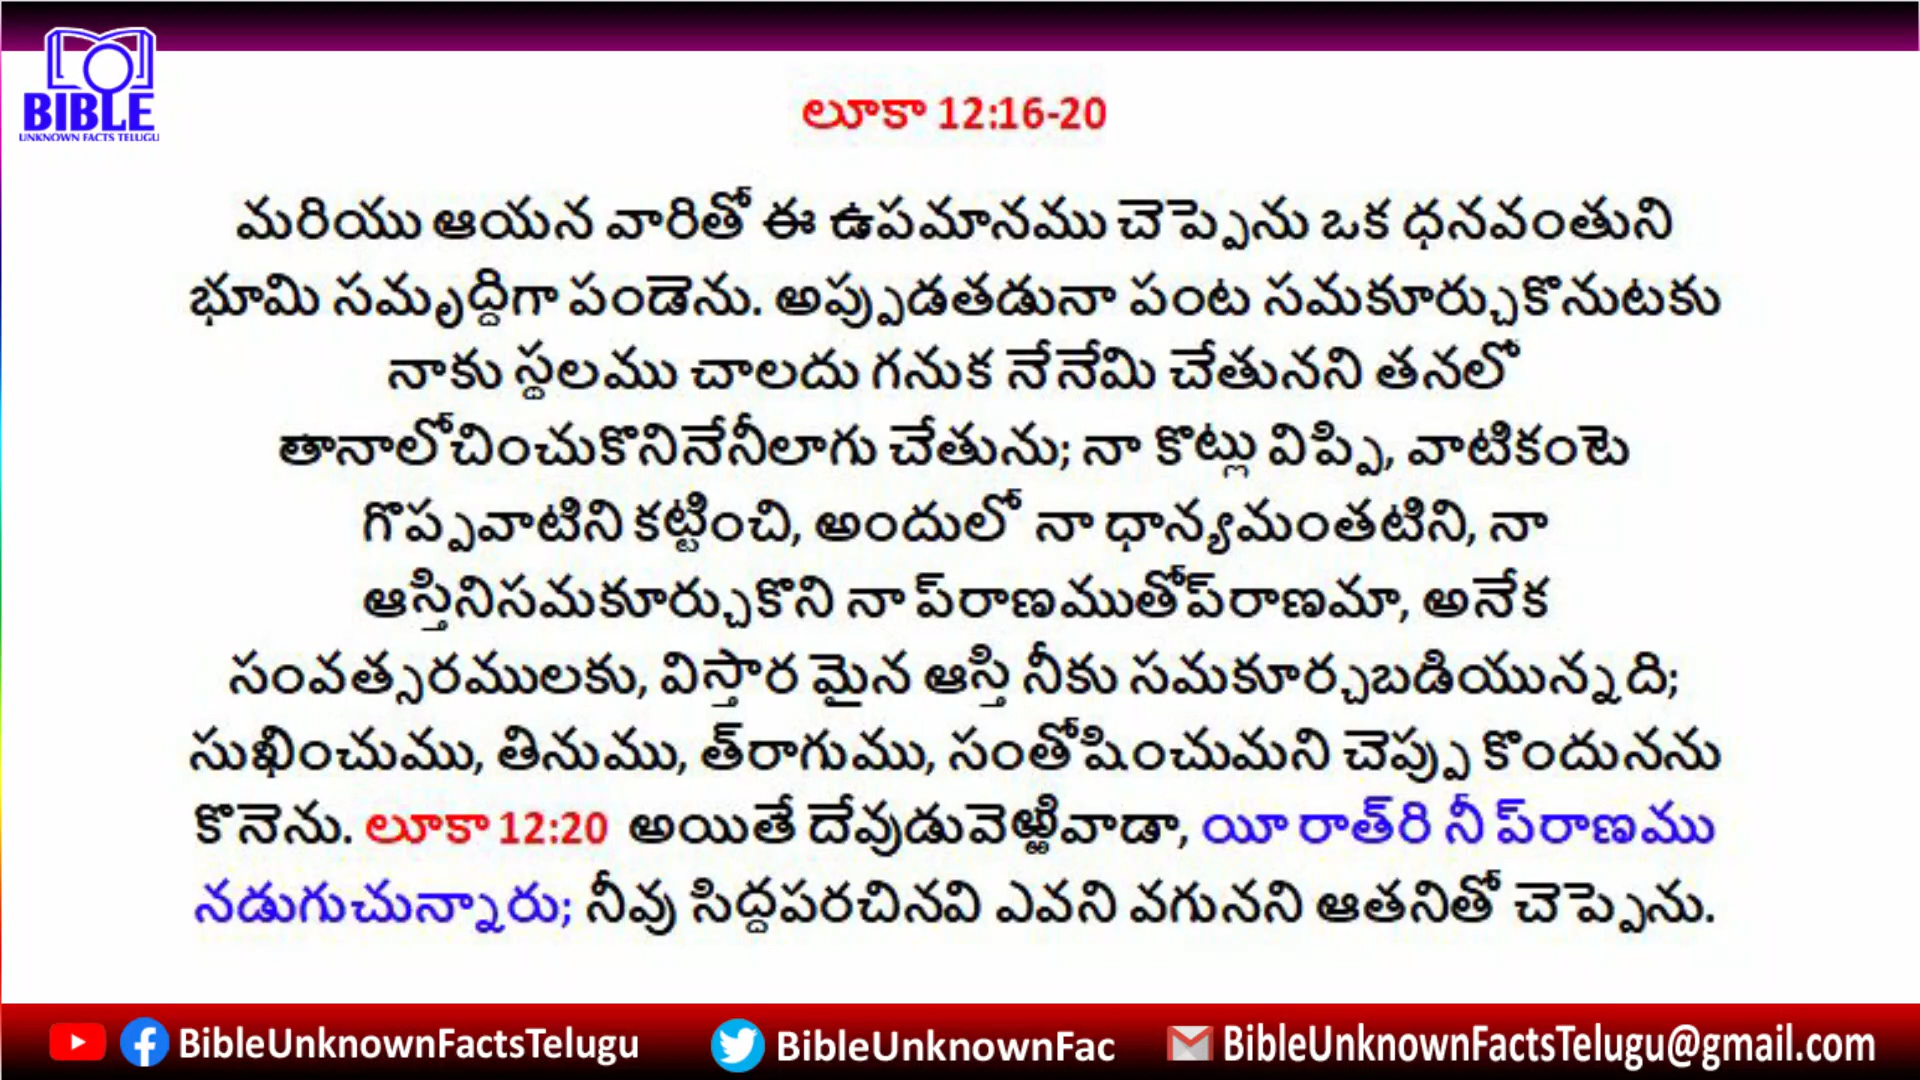 BIBLE
UNKNOWN FACTS TELUGU
లూకా 12:16-20
మరియు ఆయన వారితో ఈ ఉపమానము చెప్పెను ఒక ధనవంతుని
భూమి సమృద్దిగా పండెను. అప్పుడతడునా పంట సమకూర్చుకొనుటకు
నాకు స్థలము చాలదు గనుక నేనేమి చేతునని తనలో
తానాలోచించుకొనినేనీలాగు చేతును; నా కొట్లు విప్పి, వాటికంటె
గొప్పవాటిని కట్టించి, అందులో నా ధాన్యమంతటిని, నా
ఆస్తినిసమకూర్చుకొని నా ప్‌రాణముతోప్‌రాణమా, అనేక
సంవత్సరములకు, విస్తార మైన ఆస్తి నీకు సమకూర్చబడియున్నది;
సుఖించుము, తినుము, త్‌రాగుము, సంతోషించుమని చెప్పు కొందునను
కొనెను. లూకా 12:20 అయితే దేవుడువెఱ్ఱివాడా, యీ రాత్‌రి నీ ప్‌రాణము
నడుగుచున్నారు; నీవు సిద్దపరచినవి ఎవని వగునని ఆతనితో చెప్పెను.
BibleUnknownFactsTelugu BibleUnknownFac BibleUnknownFactsTelugu@gmail.com